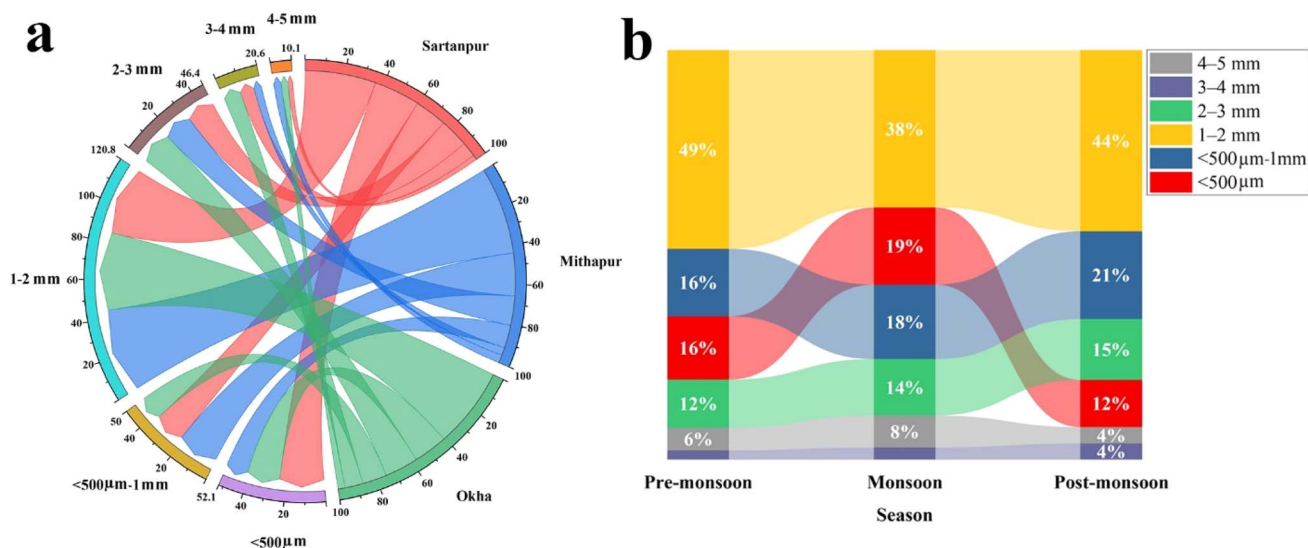 a
4-5 mm
3-4 mm
10.1
20.6
Sartanpur
20
40
60
80
100
2-3 mm
46.4
40
20
120.8
100
80
1-2 mm
60
40
20
20
40
Mithapur
60
80
100
50
40
20
<500µm-1mm
52.1
40
20
<500µm
20
40
Okha
60
80
100
b
49%
38%
44%
16%
19%
21%
16%
18%
15%
12%
14%
12%
6%
8%
4%
4%
Pre-monsoon
Monsoon
Post-monsoon
Season
4–5 mm
3–4 mm
2–3 mm
1–2 mm
<500µm-1mm
<500µm